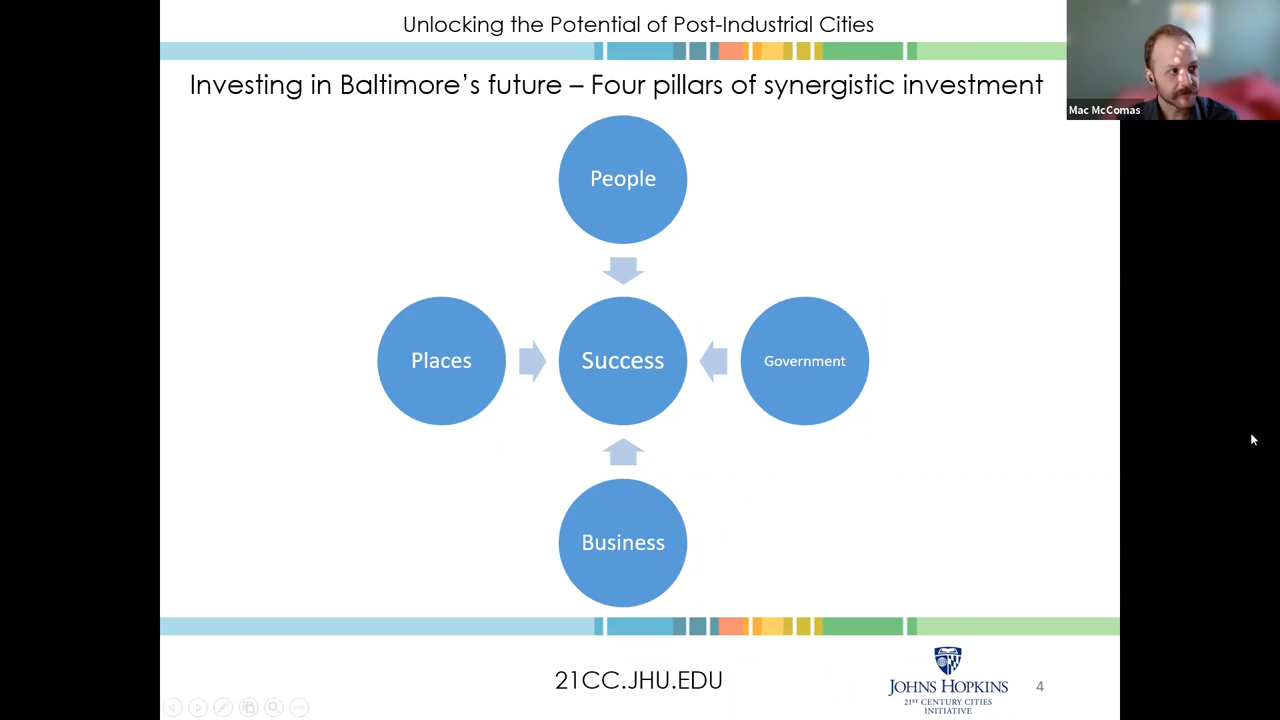 Unlocking the Potential of Post-Industrial Cities
Investing in Baltimore’s future – Four pillars of synergistic investment
Mac McComas
People
Places
Success
Government
Business
21CC.JHU.EDU
JOHNS HOPKINS
21ST CENTURY CITIES
INITIATIVE
4